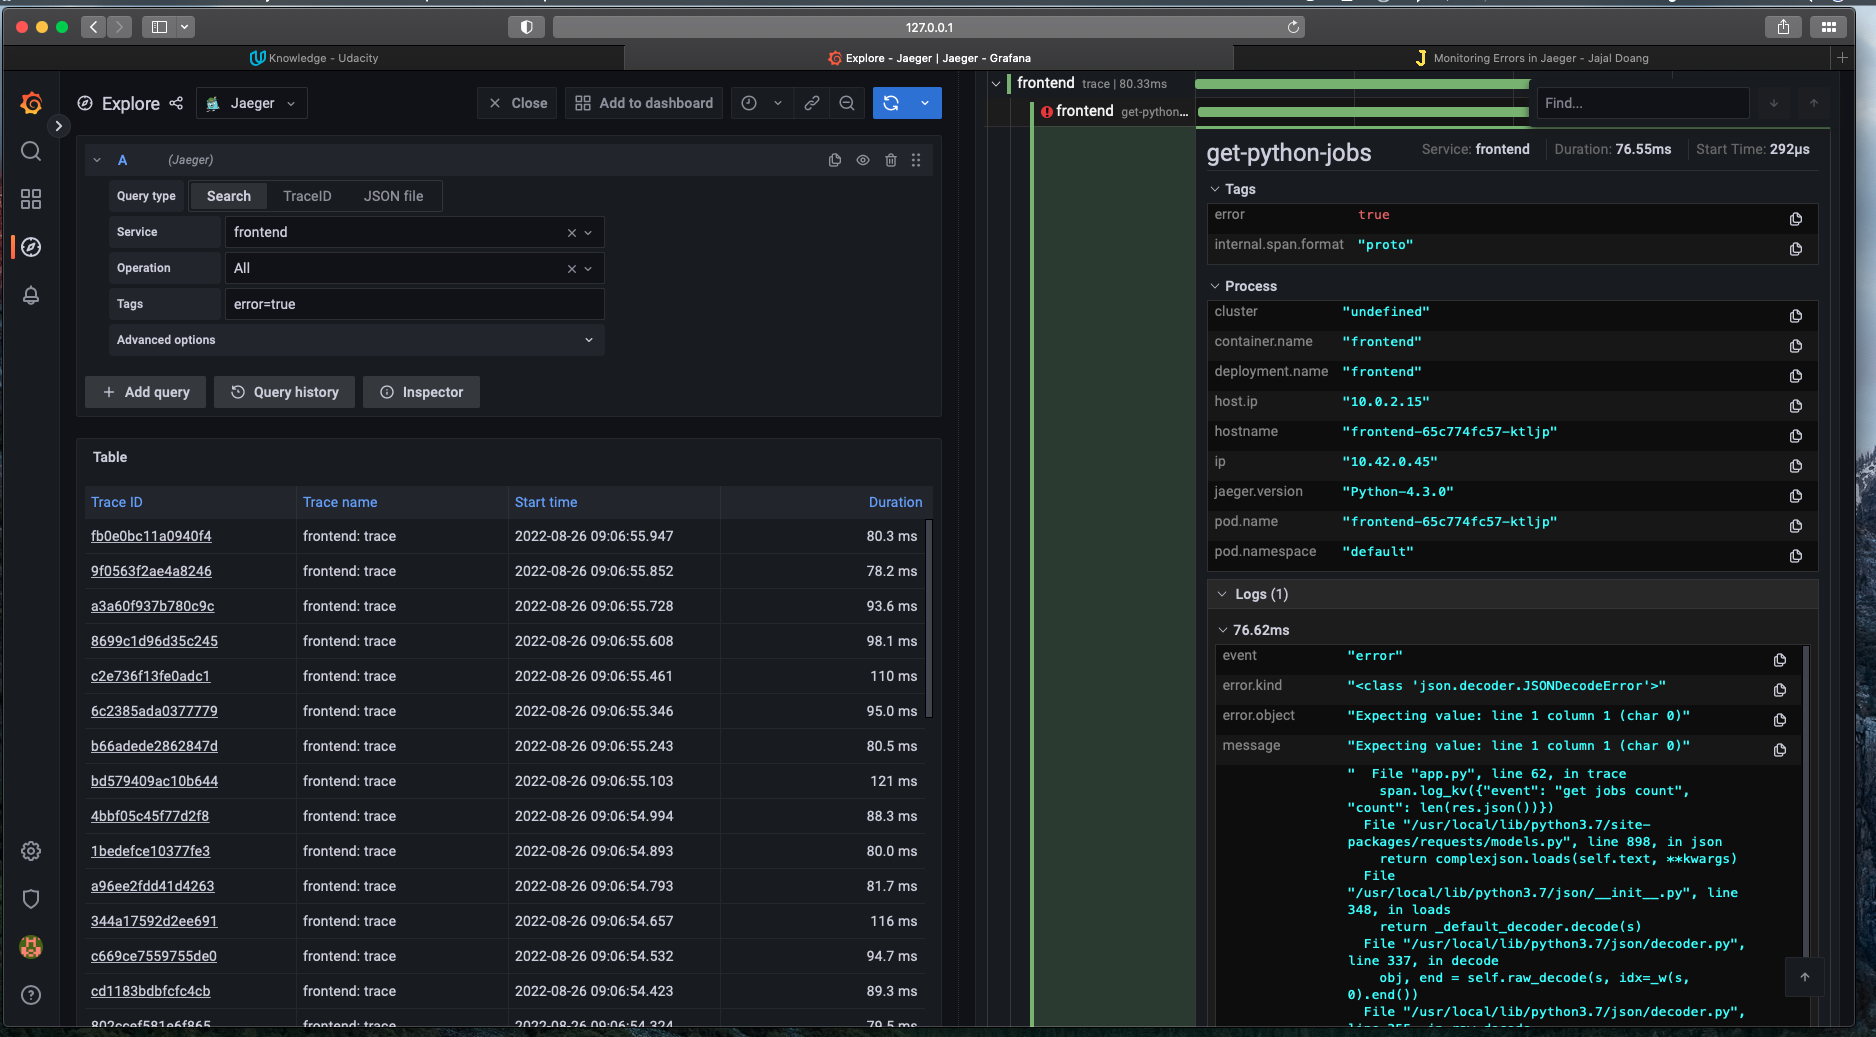 127.0.0.1
Knowledge - Udacity
Explore - Jaeger | Jaeger - Grafana
Monitoring Errors in Jaeger - Jajal Doang
Explore
Jaeger
Close
Add to dashboard
A
(Jaeger)
Query type
Search
TraceID
JSON file
Service
frontend
Operation
All
Tags
error=true
Advanced options
Add query
Query history
Inspector
Table
Trace ID Trace name Start time Duration
fb0e0bc11a0940f4 frontend: trace 2022-08-26 09:06:55.947 80.3 ms
9f0563f2ae4a8246 frontend: trace 2022-08-26 09:06:55.852 78.2 ms
a3a60f937b780c9c frontend: trace 2022-08-26 09:06:55.728 93.6 ms
8699c1d96d35c245 frontend: trace 2022-08-26 09:06:55.608 98.1 ms
c2e736f13fe0adc1 frontend: trace 2022-08-26 09:06:55.461 110 ms
6c2385ada0377779 frontend: trace 2022-08-26 09:06:55.346 95.0 ms
b66adede2862847d frontend: trace 2022-08-26 09:06:55.243 80.5 ms
bd579409ac10b644 frontend: trace 2022-08-26 09:06:55.103 121 ms
4bbf05c45f77d2f8 frontend: trace 2022-08-26 09:06:54.994 88.3 ms
1bedefce10377fe3 frontend: trace 2022-08-26 09:06:54.893 80.0 ms
a96ee2fdd41d4263 frontend: trace 2022-08-26 09:06:54.793 81.7 ms
344a17592d2ee691 frontend: trace 2022-08-26 09:06:54.657 116 ms
c669ce7559755de0 frontend: trace 2022-08-26 09:06:54.532 94.7 ms
cd1183bdbfcfc4cb frontend: trace 2022-08-26 09:06:54.423 89.3 ms
802ccef581e6f865 frontend: trace 2022-08-26 09:06:54.324 79.5 ms
frontend trace | 80.33ms
frontend get-python...
Find...
get-python-jobs
Service: frontend
Duration: 76.55ms
Start Time: 292µs
Tags
error true
internal.span.format "proto"
Process
cluster "undefined"
container.name "frontend"
deployment.name "frontend"
host.ip "10.0.2.15"
hostname "frontend-65c774fc57-ktljp"
ip "10.42.0.45"
jaeger.version "Python-4.3.0"
pod.name "frontend-65c774fc57-ktljp"
pod.namespace "default"
Logs (1)
76.62ms
event "error"
error.kind "<class 'json.decoder.JSONDecodeError'>"
error.object "Expecting value: line 1 column 1 (char 0)"
message "Expecting value: line 1 column 1 (char 0)"
" File "app.py", line 62, in trace
span.log_kv({"event": "get jobs count",
"count": len(res.json())})
File "/usr/local/lib/python3.7/site-
packages/requests/models.py", line 898, in json
return complexjson.loads(self.text, **kwargs)
File
"/usr/local/lib/python3.7/json/__init__.py", line
348, in loads
return _default_decoder.decode(s)
File "/usr/local/lib/python3.7/json/decoder.py",
line 337, in decode
obj, end = self.raw_decode(s, idx=_w(s,
0).end())
File "/usr/local/lib/python3.7/json/decoder.py",